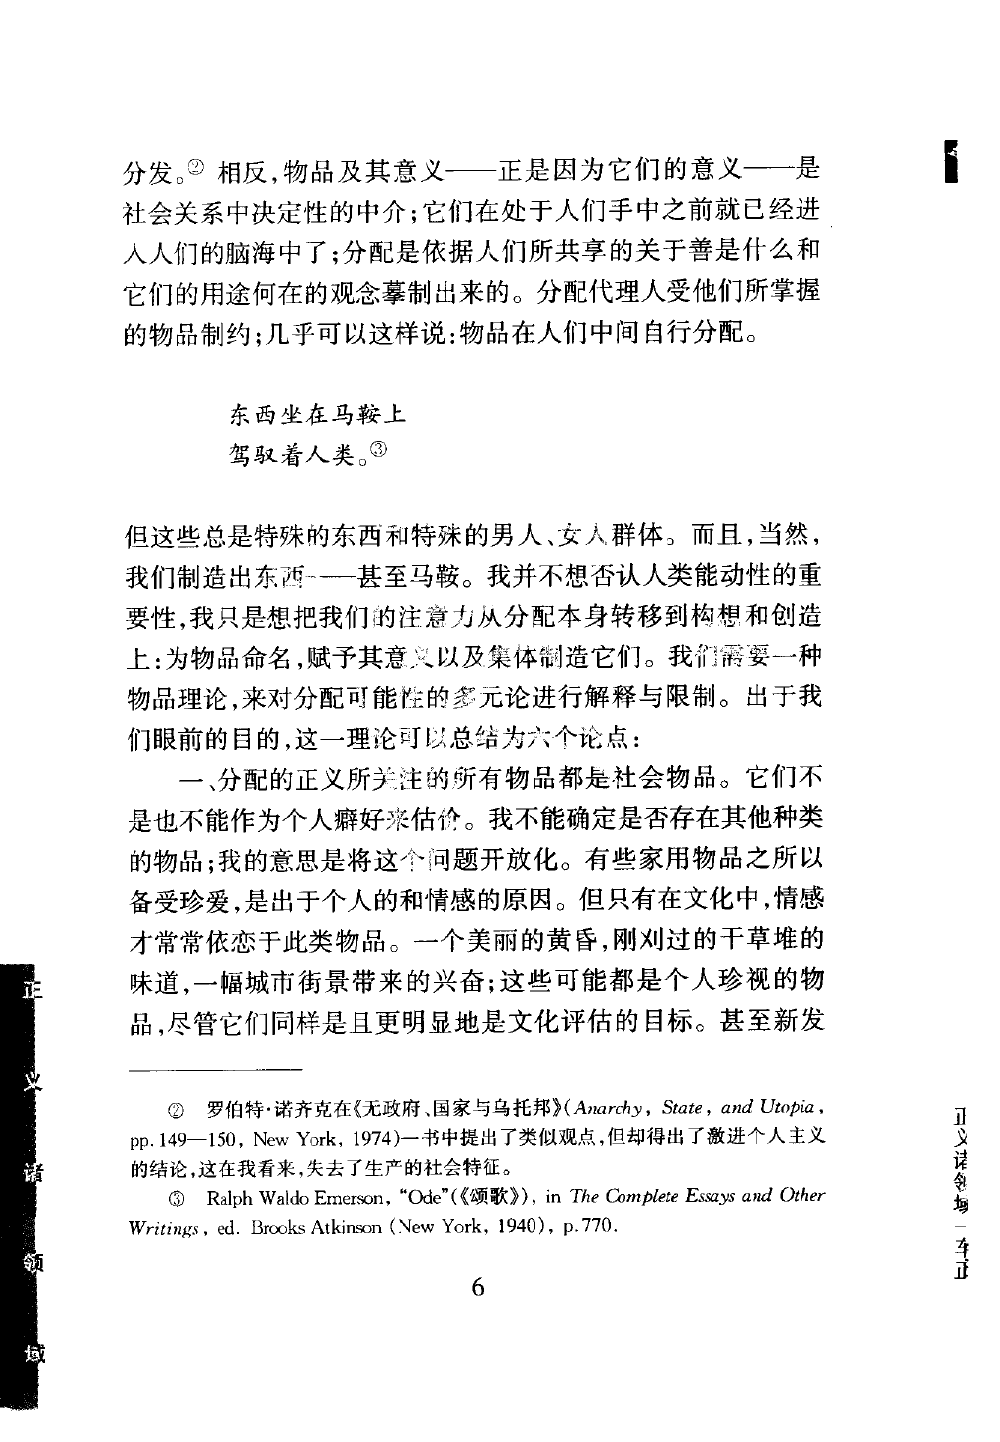 分发。② 相反,物品及其意义——正是因为它们的意义——是
社会关系中决定性的中介;它们在处于人们手中之前就已经进
入人们的脑海中了;分配是依据人们所共享的关于善是什么和
它们的用途何在的观念摹制出来的。分配代理人受他们所掌握
的物品制约;几乎可以这样说:物品在人们中间自行分配。
东西坐在马鞍上
驾驭着人类。③
但这些总是特殊的东西和特殊的男人、女人群体。而且,当然,
我们制造出东西——甚至马鞍。我并不想否认人类能动性的重
要性,我只是想把我们的注意力从分配本身转移到构想和创造
上:为物品命名,赋予其意义以及集体制造它们。我们需要一种
物品理论,来对分配可能性的多元论进行解释与限制。出于我
们眼前的目的,这一理论可以总结为六个论点:
一、分配的正义所关注的所有物品都是社会物品。它们不
是也不能作为个人癖好来估价。我不能确定是否存在其他种类
的物品;我的意思是将这个问题开放化。有些家用物品之所以
备受珍爱,是出于个人的和情感的原因。但只有在文化中,情感
才常常依恋于此类物品。一个美丽的黄昏,刚刈过的干草堆的
味道,一幅城市街景带来的兴奋;这些可能都是个人珍视的物
品,尽管它们同样是且更明显地是文化评估的目标。甚至新发
② 罗伯特·诺齐克在《无政府、国家与乌托邦》(Anarchy, State, and Utopia,
pp.149—150, New York, 1974)一书中提出了类似观点,但却得出了激进个人主义
的结论,这在我看来,失去了生产的社会特征。
③ Ralph Waldo Emerson, “Ode”(《颂歌》), in The Complete Essays and Other
Writings, ed. Brooks Atkinson (New York, 1940), p.770.
6
正义诸领域
正义诸领域